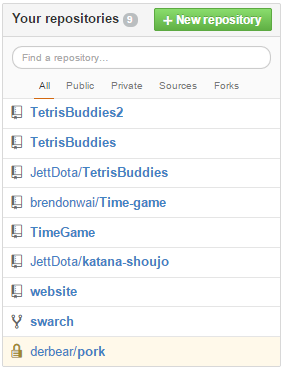 Your repositories 9 + New repository
Find a repository...
All Public Private Sources Forks
TetrisBuddies2
TetrisBuddies
JettDota/TetrisBuddies
brendonwai/Time-game
TimeGame
JettDota/katana-shoujo
website
swarch
derbear/pork